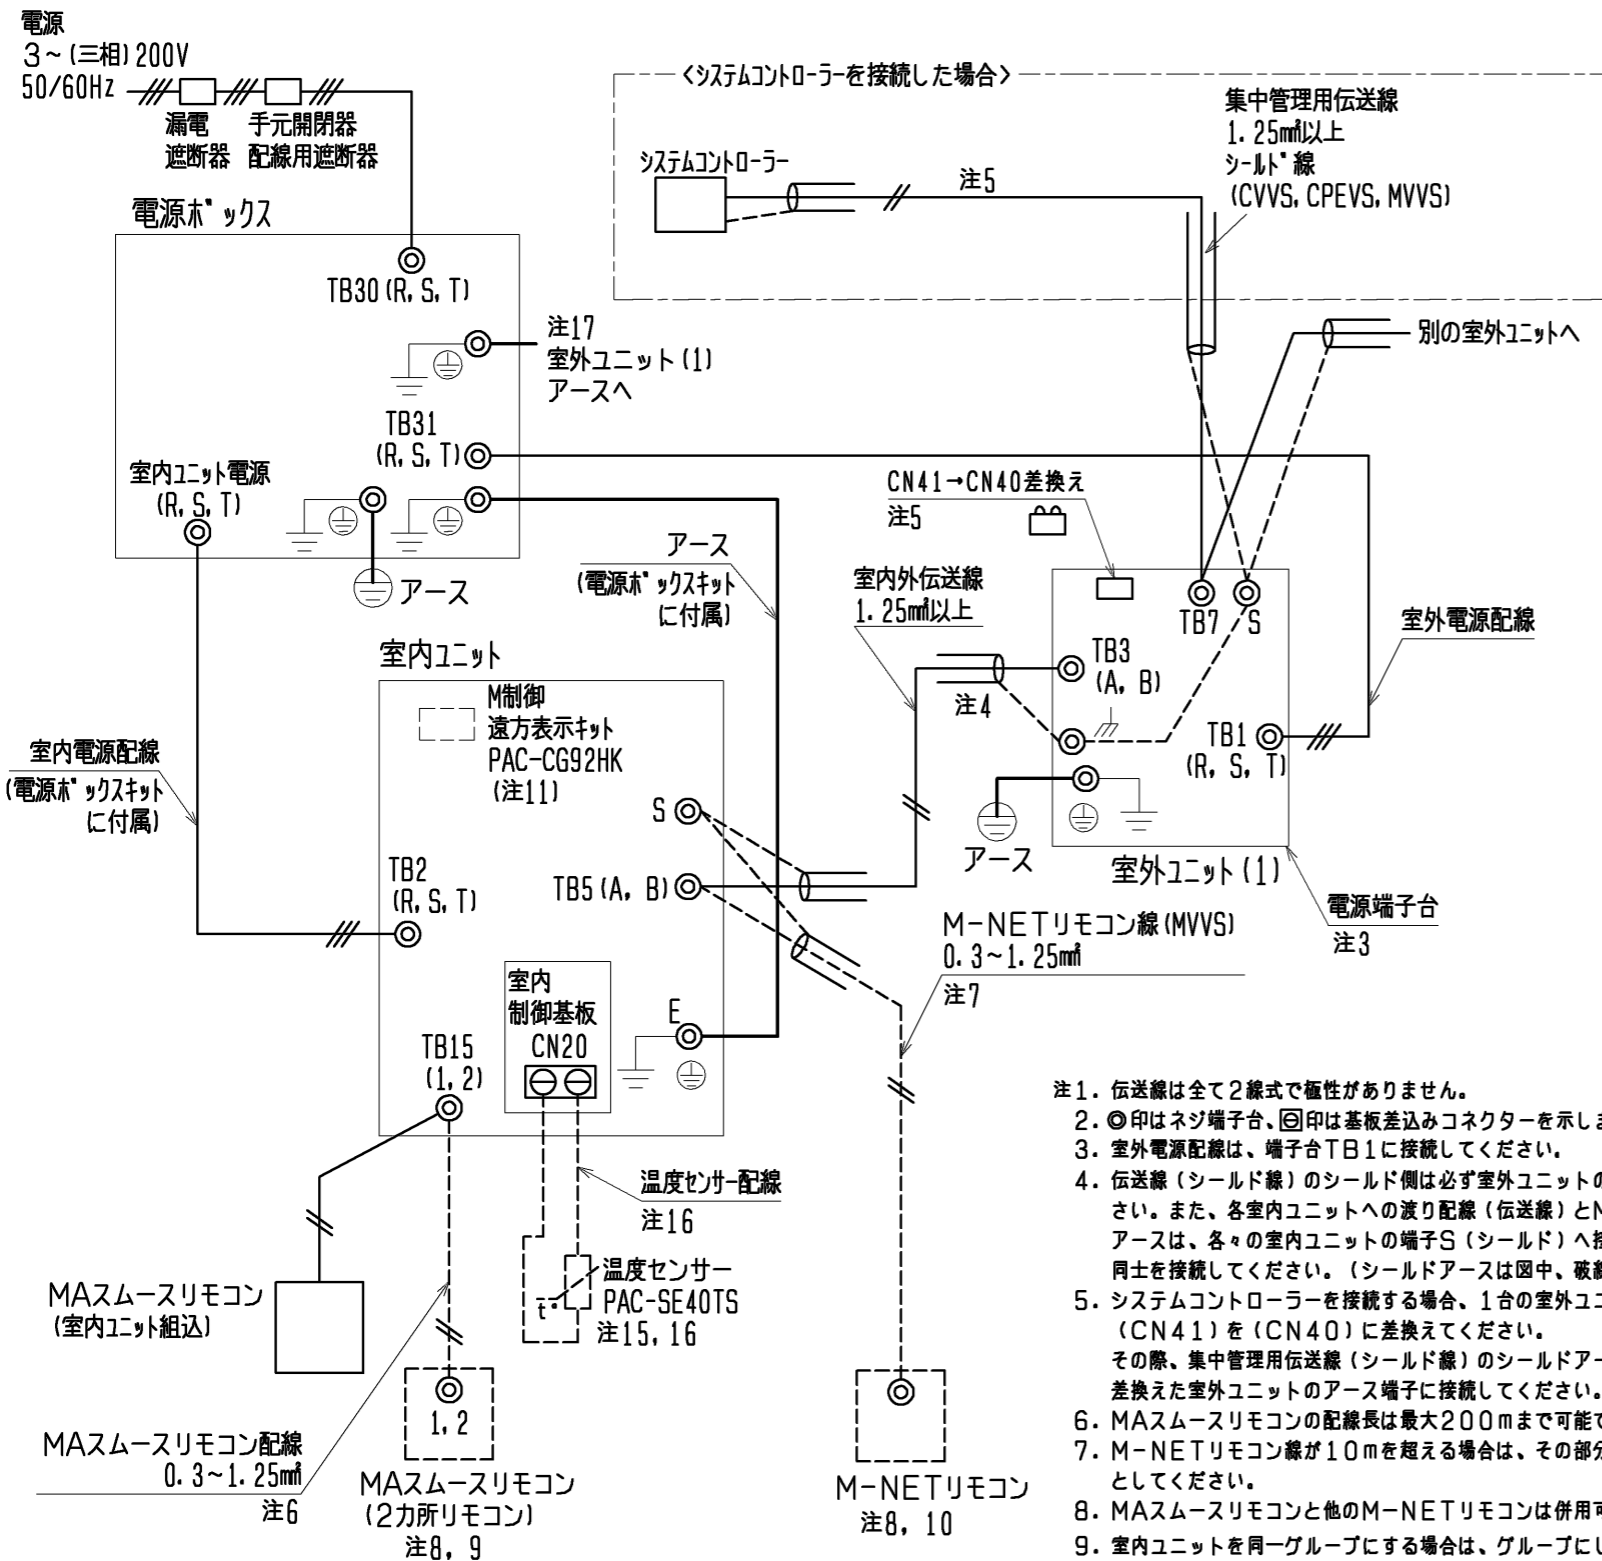 電源
3~(三相)200V
50/60Hz
漏電
遮断器
手元開閉器
配線用遮断器
<システムコントローラーを接続した場合>
集中管理用伝送線
1.25㎟以上
シールド線
(CVVS, CPEVS, MVVS)
システムコントローラー
注5
電源ボックス
TB30(R, S, T)
注17
室外ユニット(1)
アースへ
別の室外ユニットへ
TB31
(R, S, T)
室内ユニット電源
(R, S, T)
アース
アース
(電源ボックスキット
に付属)
CN41→CN40差換え
注5
室内外伝送線
1.25㎟以上
TB7
S
TB3
(A, B)
注4
TB1
(R, S, T)
室外電源配線
アース
室外ユニット(1)
電源端子台
注3
室内ユニット
M制御
遠方表示キット
PAC-CG92HK
(注11)
室内電源配線
(電源ボックスキット
に付属)
S
TB2
(R, S, T)
TB5(A, B)
M-NETリモコン線(MVVS)
0.3~1.25㎟
注7
室内
制御基板
CN20
E
TB15
(1, 2)
温度センサー配線
注16
温度センサー
PAC-SE40TS
注15, 16
t°
MAスムースリモコン
(室内ユニット組込)
1, 2
MAスムースリモコン配線
0.3~1.25㎟
注6
MAスムースリモコン
(2カ所リモコン)
注8, 9
M-NETリモコン
注8, 10
注1. 伝送線は全て2線式で極性がありません。
2. ◎印はネジ端子台、⊖印は基板差込みコネクターを示しま
3. 室外電源配線は、端子台TB1に接続してください。
4. 伝送線(シールド線)のシールド側は必ず室外ユニットの
さい。また、各室内ユニットへの渡り配線(伝送線)と
アースは、各々の室内ユニットの端子S(シールド)へ
同士を接続してください。(シールドアースは図中、破
5. システムコントローラーを接続する場合、1台の室外ユニ
(CN41)を(CN40)に差換えてください。
その際、集中管理用伝送線(シールド線)のシールドアー
差換えた室外ユニットのアース端子に接続してください。
6. MAスムースリモコンの配線長は最大200mまで可能で
7. M-NETリモコン線が10mを超える場合は、その部分
としてください。
8. MAスムースリモコンと他のM-NETリモコンは併用
9. 室内ユニットを同一グループにする場合は、グループにし